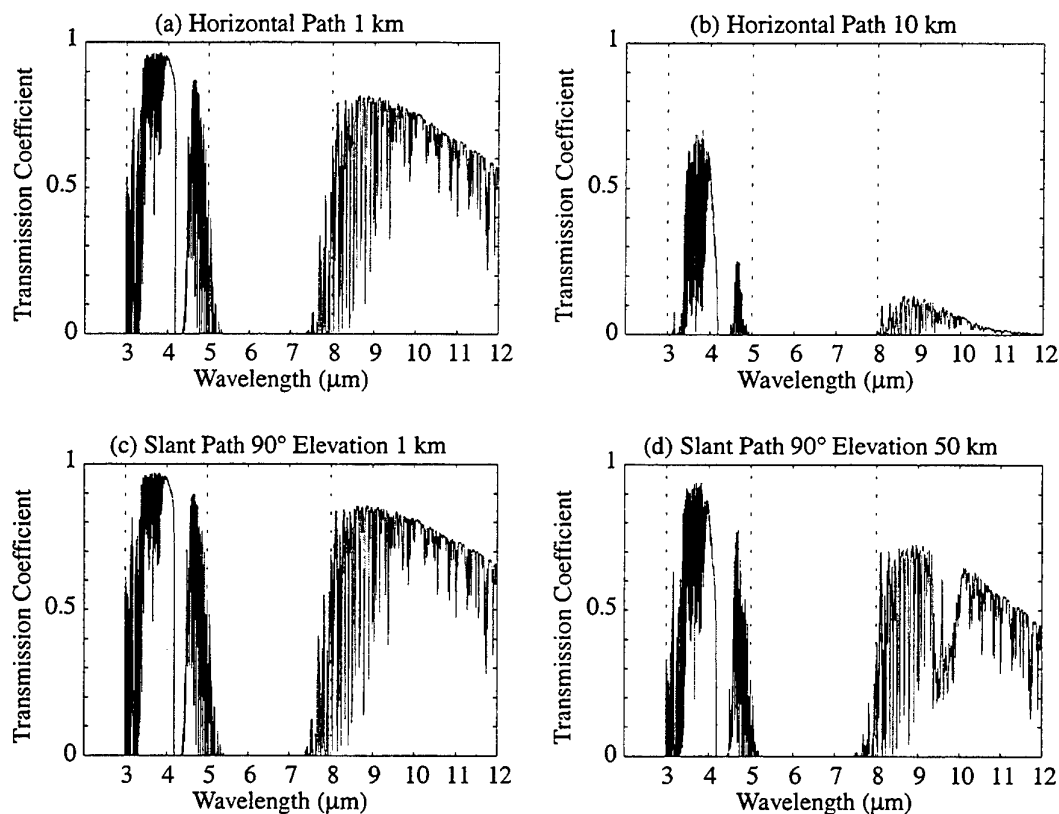 (a) Horizontal Path 1 km
1
0.5
0
Transmission Coefficient
3 4 5 6 7 8 9 10 11 12
Wavelength (µm)
(b) Horizontal Path 10 km
1
0.5
0
Transmission Coefficient
3 4 5 6 7 8 9 10 11 12
Wavelength (µm)
(c) Slant Path 90° Elevation 1 km
1
0.5
0
Transmission Coefficient
3 4 5 6 7 8 9 10 11 12
Wavelength (µm)
(d) Slant Path 90° Elevation 50 km
1
0.5
0
Transmission Coefficient
3 4 5 6 7 8 9 10 11 12
Wavelength (µm)